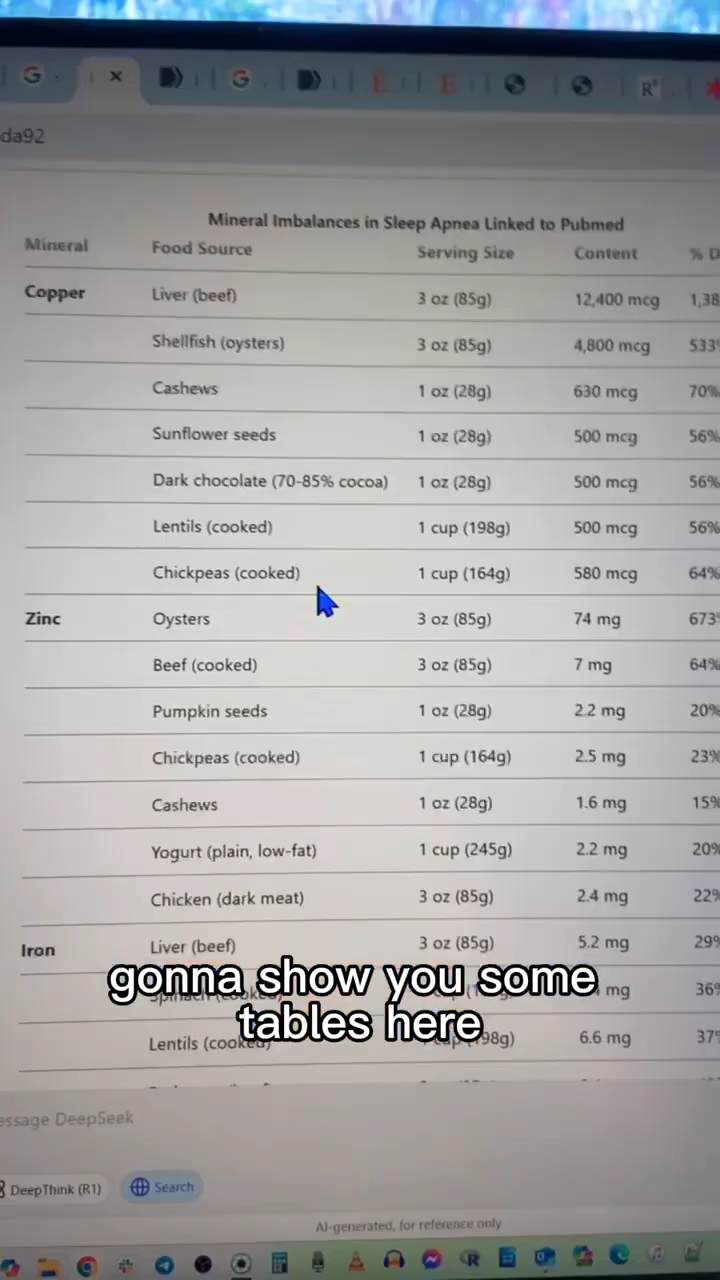 da92
Mineral Imbalances in Sleep Apnea Linked to Pubmed
Mineral Food Source Serving Size Content % D
Copper Liver (beef) 3 oz (85g) 12,400 mcg 1,38
Shellfish (oysters) 3 oz (85g) 4,800 mcg 533
Cashews 1 oz (28g) 630 mcg 70%
Sunflower seeds 1 oz (28g) 500 mcg 56%
Dark chocolate (70-85% cocoa) 1 oz (28g) 500 mcg 56%
Lentils (cooked) 1 cup (198g) 500 mcg 56%
Chickpeas (cooked) 1 cup (164g) 580 mcg 64%
Zinc Oysters 3 oz (85g) 74 mg 673
Beef (cooked) 3 oz (85g) 7 mg 64%
Pumpkin seeds 1 oz (28g) 2.2 mg 20%
Chickpeas (cooked) 1 cup (164g) 2.5 mg 23%
Cashews 1 oz (28g) 1.6 mg 15%
Yogurt (plain, low-fat) 1 cup (245g) 2.2 mg 20%
Chicken (dark meat) 3 oz (85g) 2.4 mg 22%
Iron Liver (beef) 3 oz (85g) 5.2 mg 29%
gonna show you some
mg 36%
tables here
Lentils (cooked) 6.6 mg 37
essage DeepSeek
DeepThink (R1) Search
AI-generated, for reference only